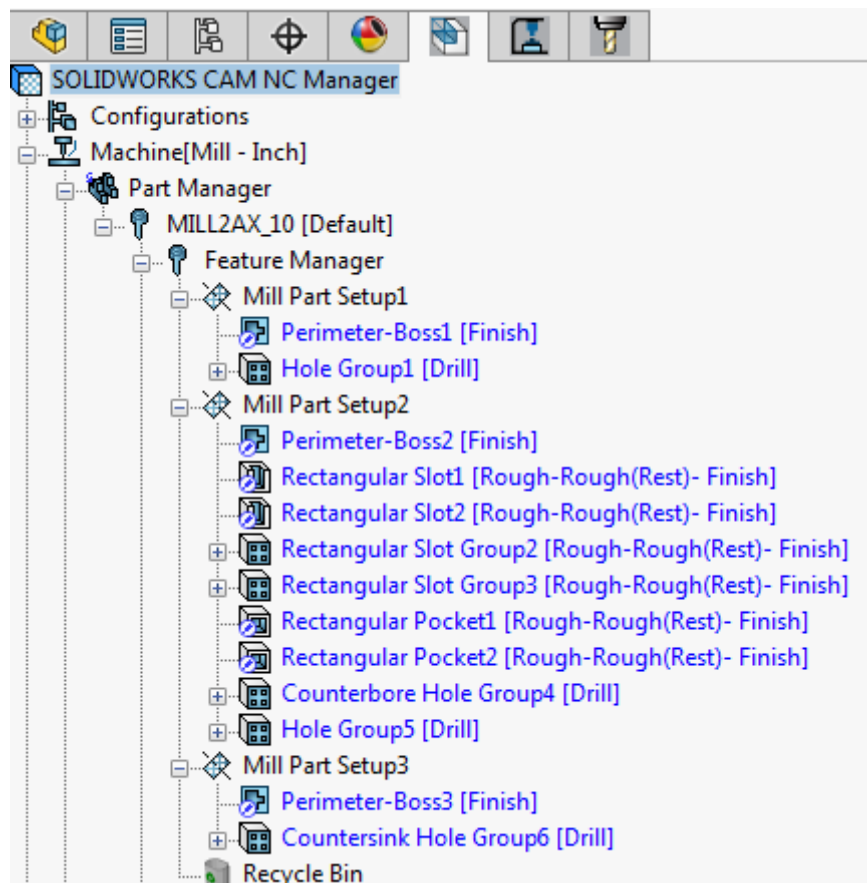 SOLIDWORKS CAM NC Manager
Configurations
Machine[Mill - Inch]
Part Manager
MILL2AX_10 [Default]
Feature Manager
Mill Part Setup1
Perimeter-Boss1 [Finish]
Hole Group1 [Drill]
Mill Part Setup2
Perimeter-Boss2 [Finish]
Rectangular Slot1 [Rough-Rough(Rest)- Finish]
Rectangular Slot2 [Rough-Rough(Rest)- Finish]
Rectangular Slot Group2 [Rough-Rough(Rest)- Finish]
Rectangular Slot Group3 [Rough-Rough(Rest)- Finish]
Rectangular Pocket1 [Rough-Rough(Rest)- Finish]
Rectangular Pocket2 [Rough-Rough(Rest)- Finish]
Counterbore Hole Group4 [Drill]
Hole Group5 [Drill]
Mill Part Setup3
Perimeter-Boss3 [Finish]
Countersink Hole Group6 [Drill]
Recycle Bin